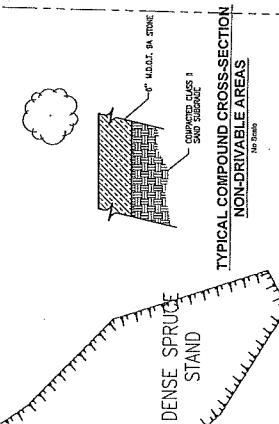 6" M.D.O.T. 9A STONE
COMPACTED CLASS II
SAND SUBGRADE
TYPICAL COMPOUND CROSS-SECTION
NON-DRIVABLE AREAS
No Scale
DENSE SPRUCE
STAND